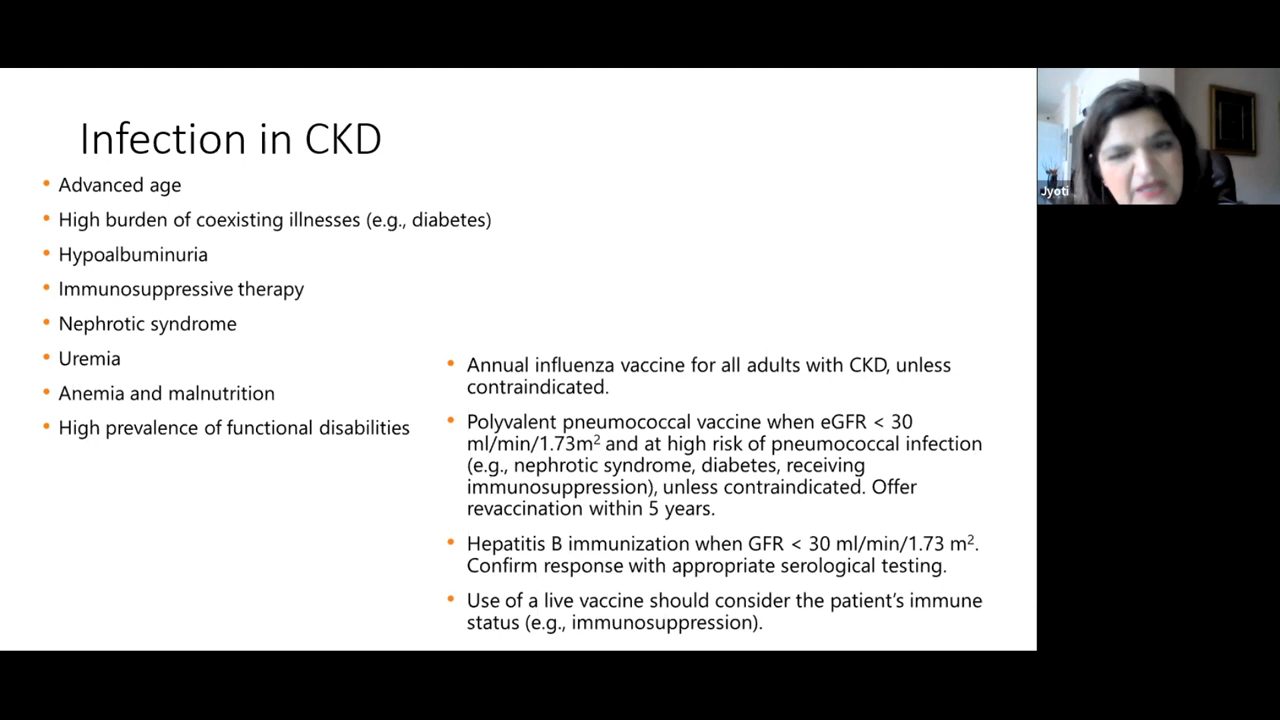 Infection in CKD
• Advanced age
• High burden of coexisting illnesses (e.g., diabetes)
• Hypoalbuminuria
• Immunosuppressive therapy
• Nephrotic syndrome
• Uremia
• Anemia and malnutrition
• High prevalence of functional disabilities
• Annual influenza vaccine for all adults with CKD, unless
contraindicated.
• Polyvalent pneumococcal vaccine when eGFR < 30
ml/min/1.73m² and at high risk of pneumococcal infection
(e.g., nephrotic syndrome, diabetes, receiving
immunosuppression), unless contraindicated. Offer
revaccination within 5 years.
• Hepatitis B immunization when GFR < 30 ml/min/1.73 m².
Confirm response with appropriate serological testing.
• Use of a live vaccine should consider the patient’s immune
status (e.g., immunosuppression).
Jyoti